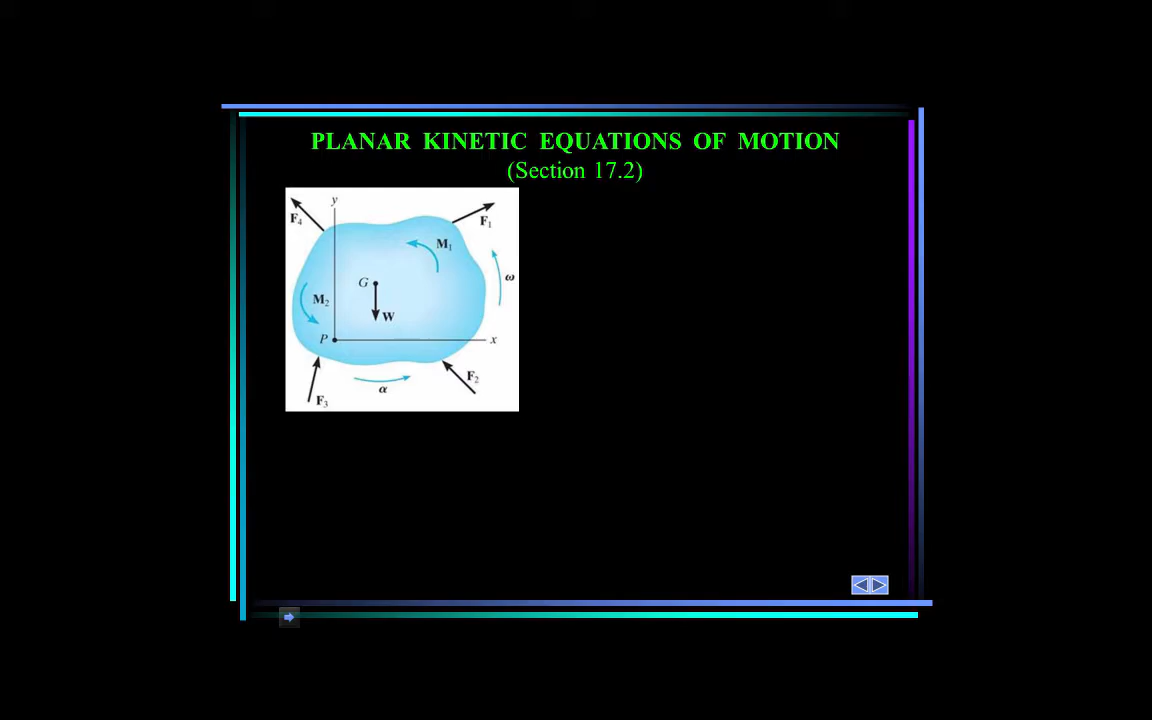 PLANAR KINETIC EQUATIONS OF MOTION
(Section 17.2)
y
F₄
F₁
M₁
G
ω
M₂
W
P
x
F₂
α
F₃